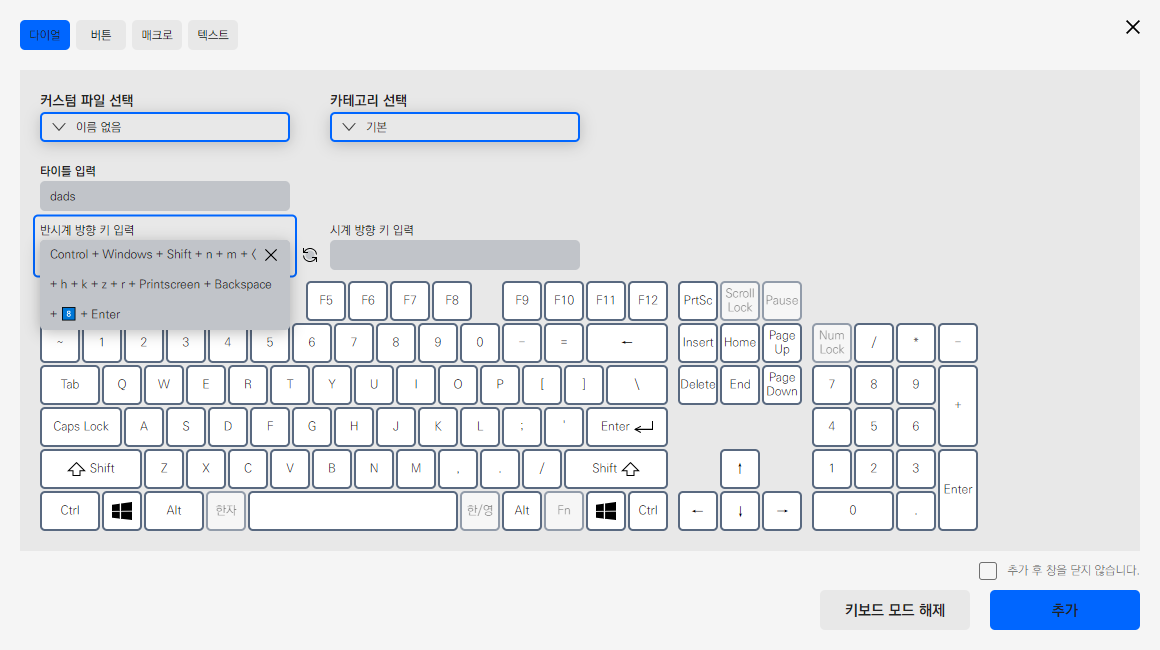 다이얼 버튼 매크로 텍스트
커스텀 파일 선택 카테고리 선택
이름 없음 기본
타이틀 입력
dads
반시계 방향 키 입력 시계 방향 키 입력
Control + Windows + Shift + n + m + <
+ h + k + z + r + Printscreen + Backspace
+ 8 + Enter
F5 F6 F7 F8 F9 F10 F11 F12 PrtSc Scroll Lock Pause
~ 1 2 3 4 5 6 7 8 9 0 - = ← Insert Home Page Up Num Lock / * -
Tab Q W E R T Y U I O P [ ] \ Delete End Page Down 7 8 9 +
Caps Lock A S D F G H J K L ; ' Enter 4 5 6
Shift Z X C V B N M , . / Shift ↑ 1 2 3 Enter
Ctrl Alt 한자 한/영 Alt Fn Ctrl ← ↓ → 0 .
추가 후 창을 닫지 않습니다.
키보드 모드 해제 추가